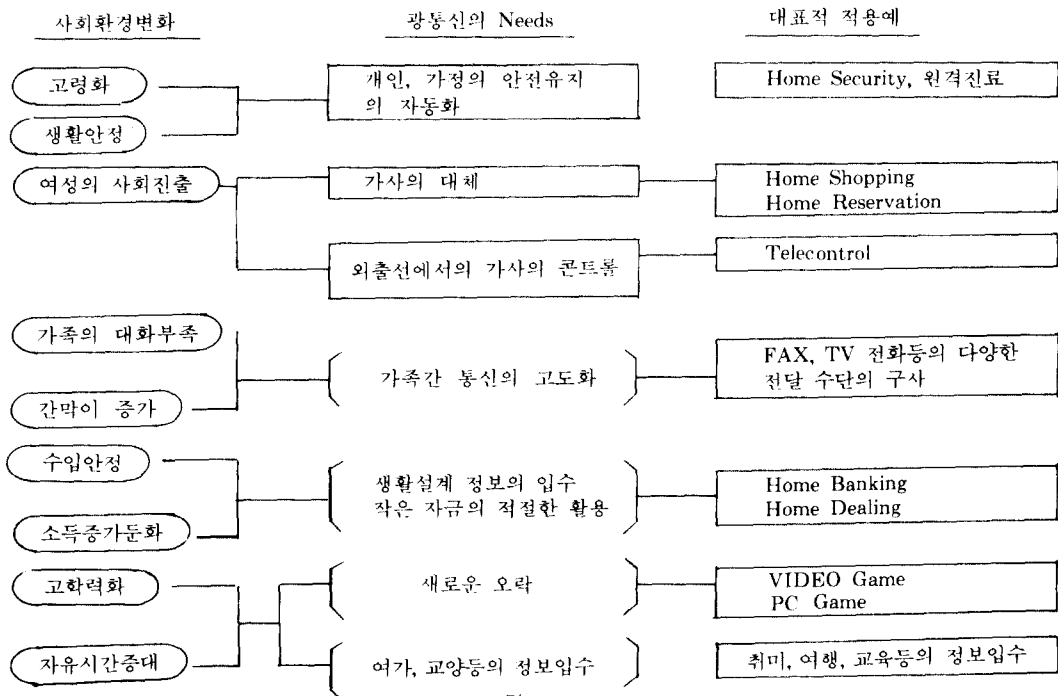 사회환경변화
광통신의 Needs
대표적 적용예
고령화
생활안정
개인, 가정의 안전유지
의 자동화
Home Security, 원격진료
여성의 사회진출
가사의 대체
Home Shopping
Home Reservation
외출선에서의 가사의 콘트롤
Telecontrol
가족의 대화부족
간막이 증가
가족간 통신의 고도화
FAX, TV 전화등의 다양한
전달 수단의 구사
수입안정
소득증가둔화
생활설계 정보의 입수
작은 자금의 적절한 활용
Home Banking
Home Dealing
고학력화
자유시간증대
새로운 오락
VIDEO Game
PC Game
여가, 교양등의 정보입수
취미, 여행, 교육등의 정보입수